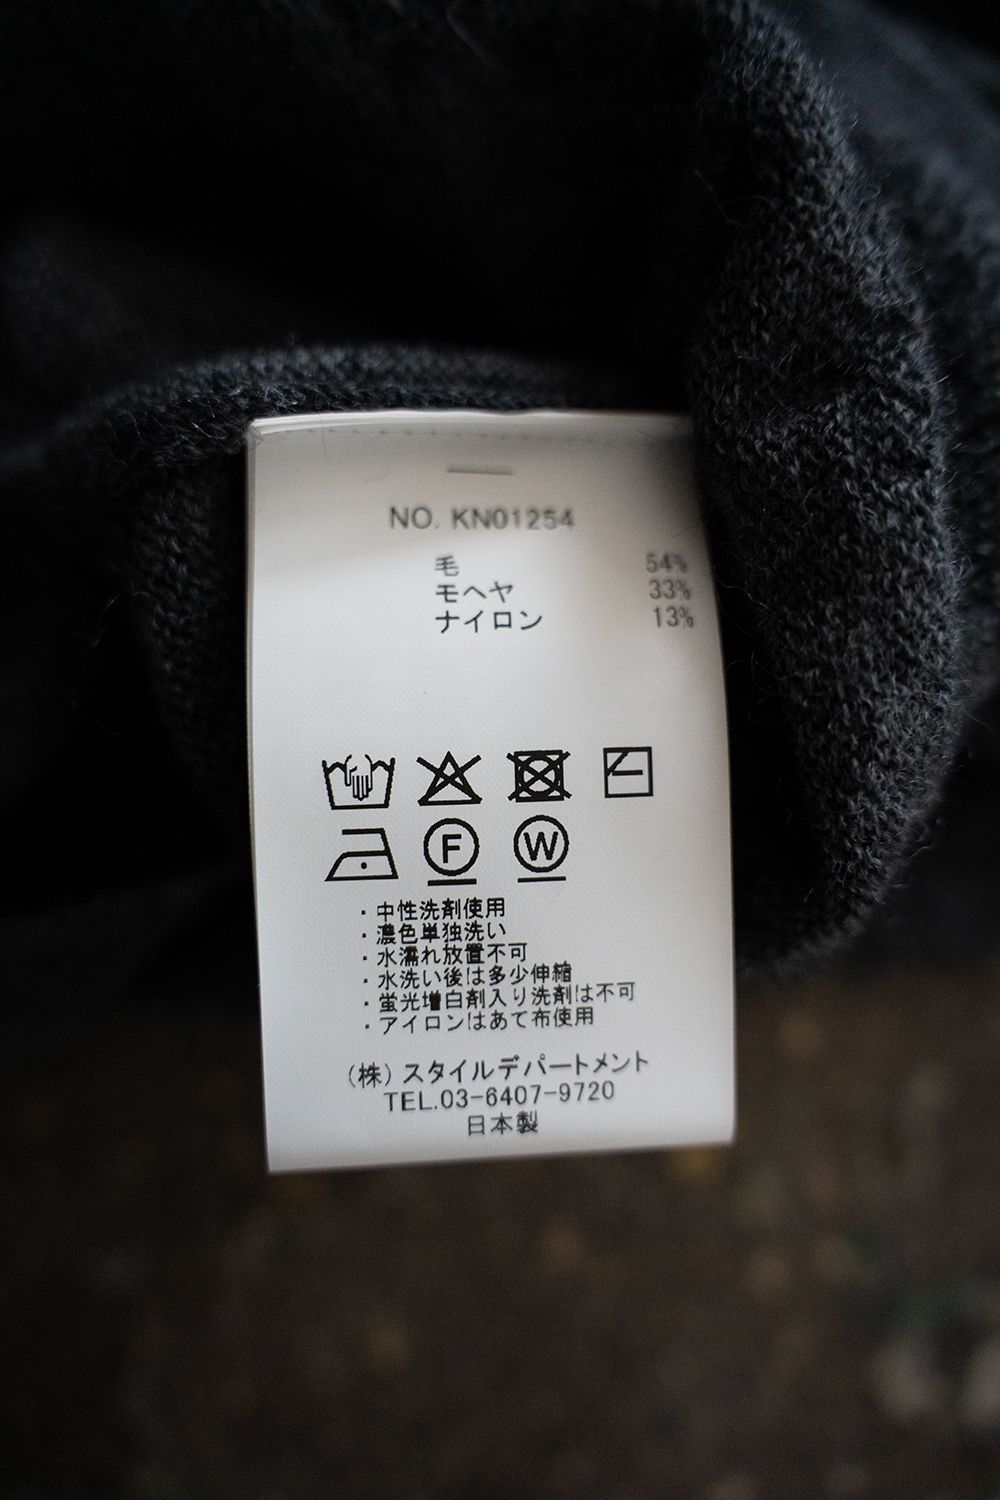 NO. KN01254
毛 54%
モヘヤ 33%
ナイロン 13%
F W
・中性洗剤使用
・濃色単独洗い
・水濡れ放置不可
・水洗い後は多少伸縮
・蛍光増白剤入り洗剤は不可
・アイロンはあて布使用
（株）スタイルデパートメント
TEL.03-6407-9720
日本製